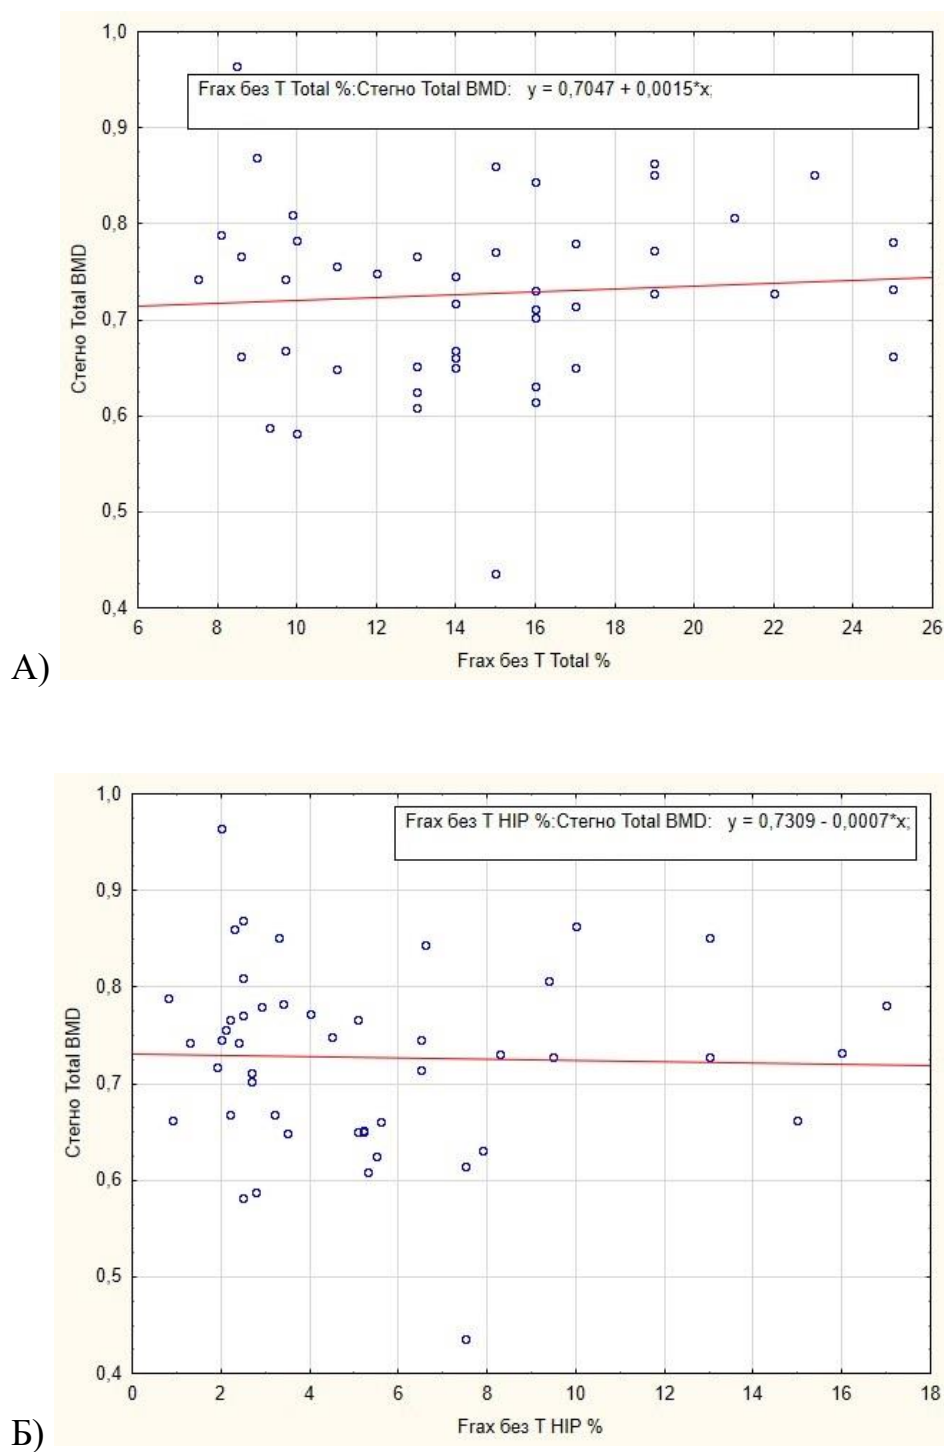 1,0
Frax без T Total %:Стегно Total BMD: y = 0,7047 + 0,0015*x;
0,9
0,8
Стегно Total BMD
0,7
0,6
0,5
0,4
6 8 10 12 14 16 18 20 22 24 26
Frax без T Total %
А)
1,0
Frax без T HIP %:Стегно Total BMD: y = 0,7309 - 0,0007*x;
0,9
0,8
Стегно Total BMD
0,7
0,6
0,5
0,4
0 2 4 6 8 10 12 14 16 18
Frax без T HIP %
Б)